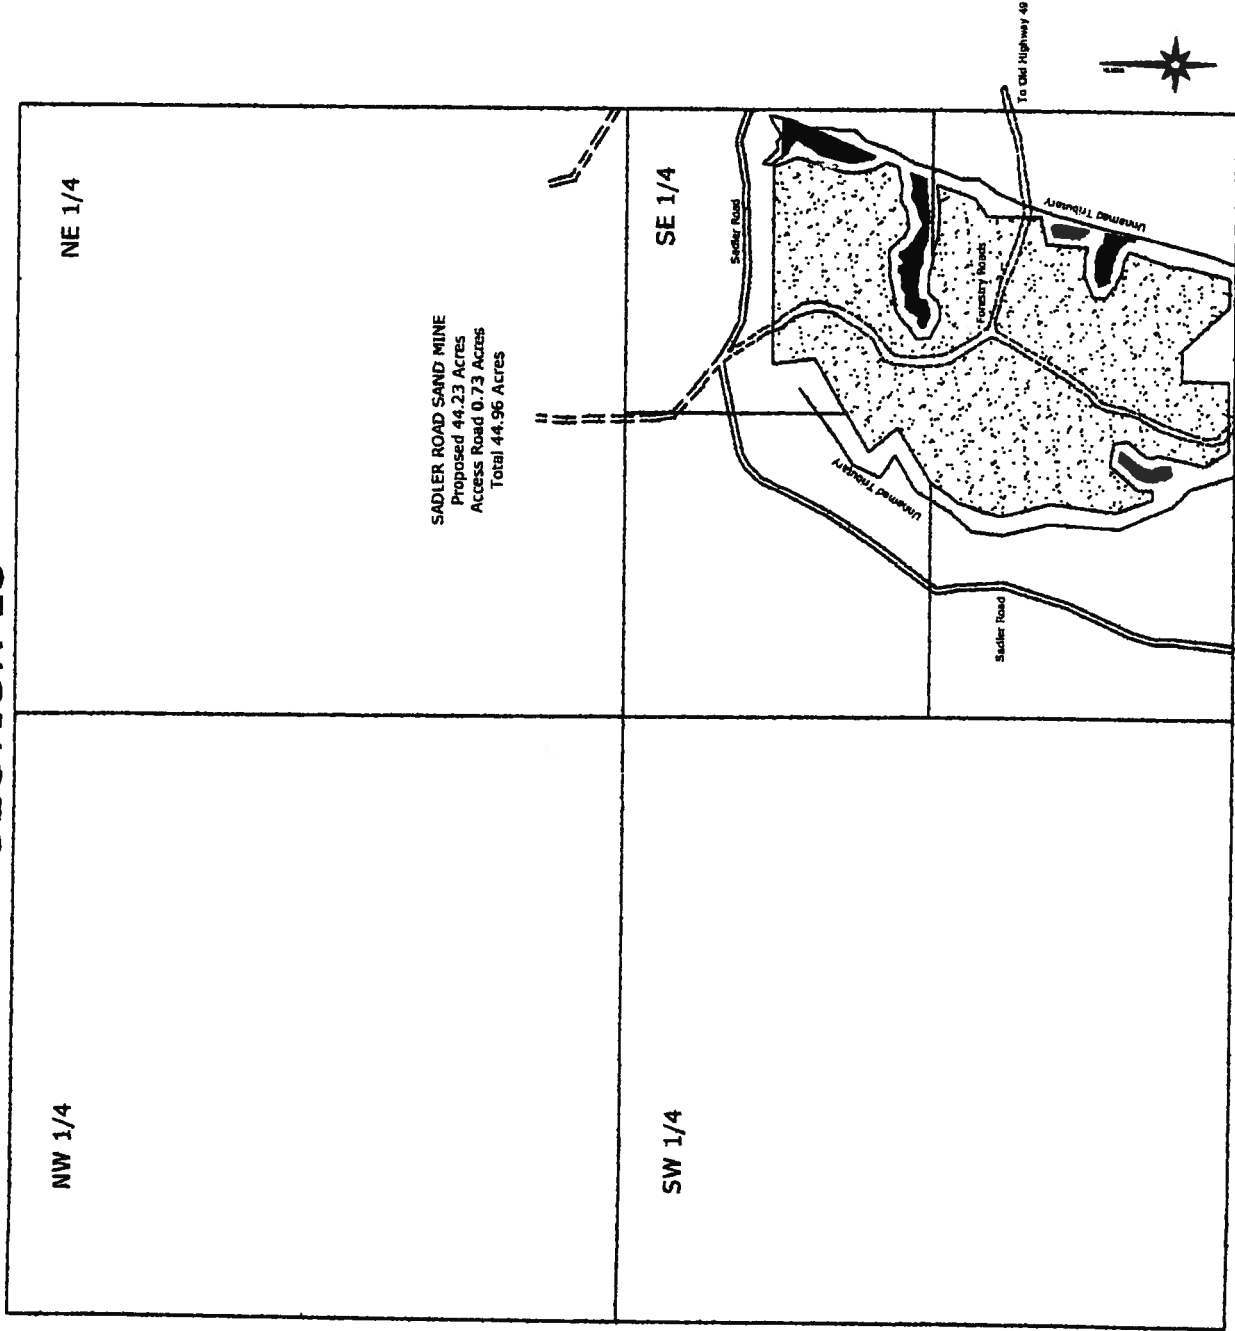 NW 1/4
NE 1/4
SADLER ROAD SAND MINE
Proposed 44.23 Acres
Access Road 0.73 Acres
Total 44.96 Acres
SW 1/4
SE 1/4
Sadler Road
Unnamed Tributary
Forestry Roads
Sadler Road
To Old Highway 49
Unnamed Tributary